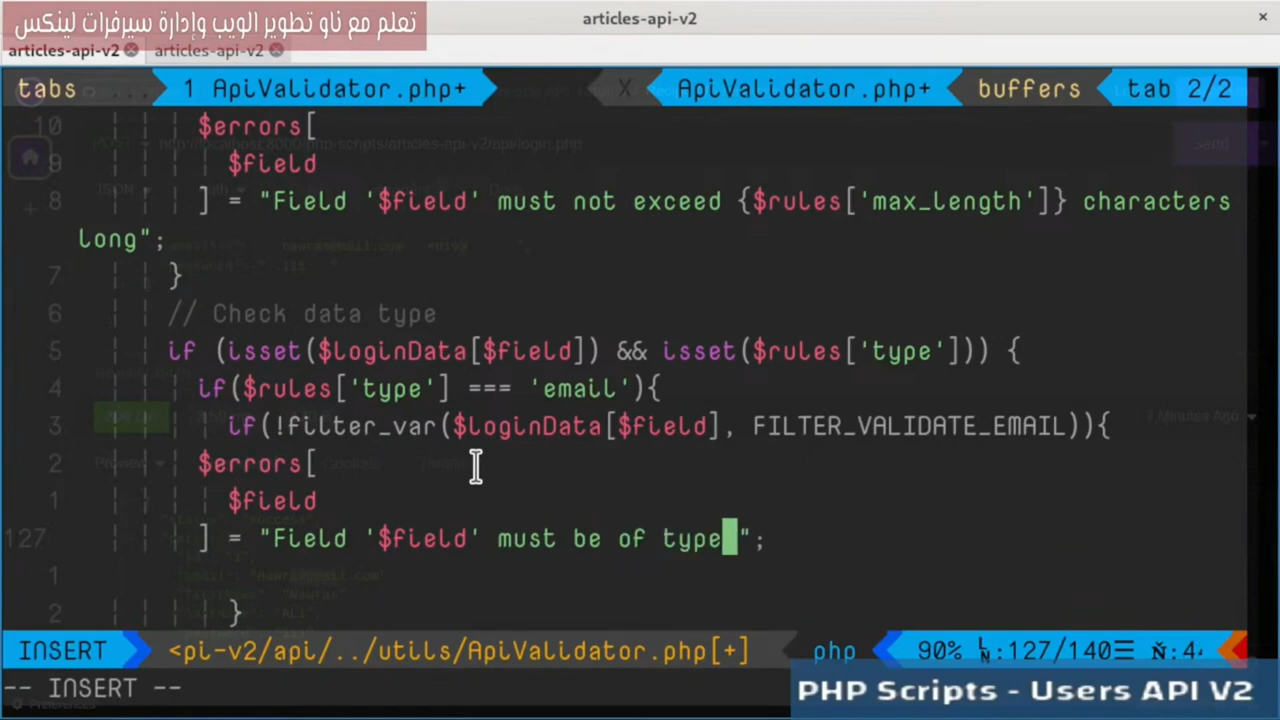 تعلم مع ناو تطوير الويب وإدارة سيرفرات لينكس
articles-api-v2
articles-api-v2 articles-api-v2
tabs ... 1 ApiValidator.php+ X ApiValidator.php+ buffers tab 2/2
10 $errors[
9 $field
8 ] = "Field '$field' must not exceed {$rules['max_length']} characters
long";
7 }
6 // Check data type
5 if (isset($loginData[$field]) && isset($rules['type'])) {
4 if($rules['type'] === 'email'){
3 if(!filter_var($loginData[$field], FILTER_VALIDATE_EMAIL)){
2 $errors[
1 $field
127 ] = "Field '$field' must be of type ";
1
2 }
INSERT <pi-v2/api/../utils/ApiValidator.php[+] php 90% :127/140
-- INSERT --
PHP Scripts - Users API V2